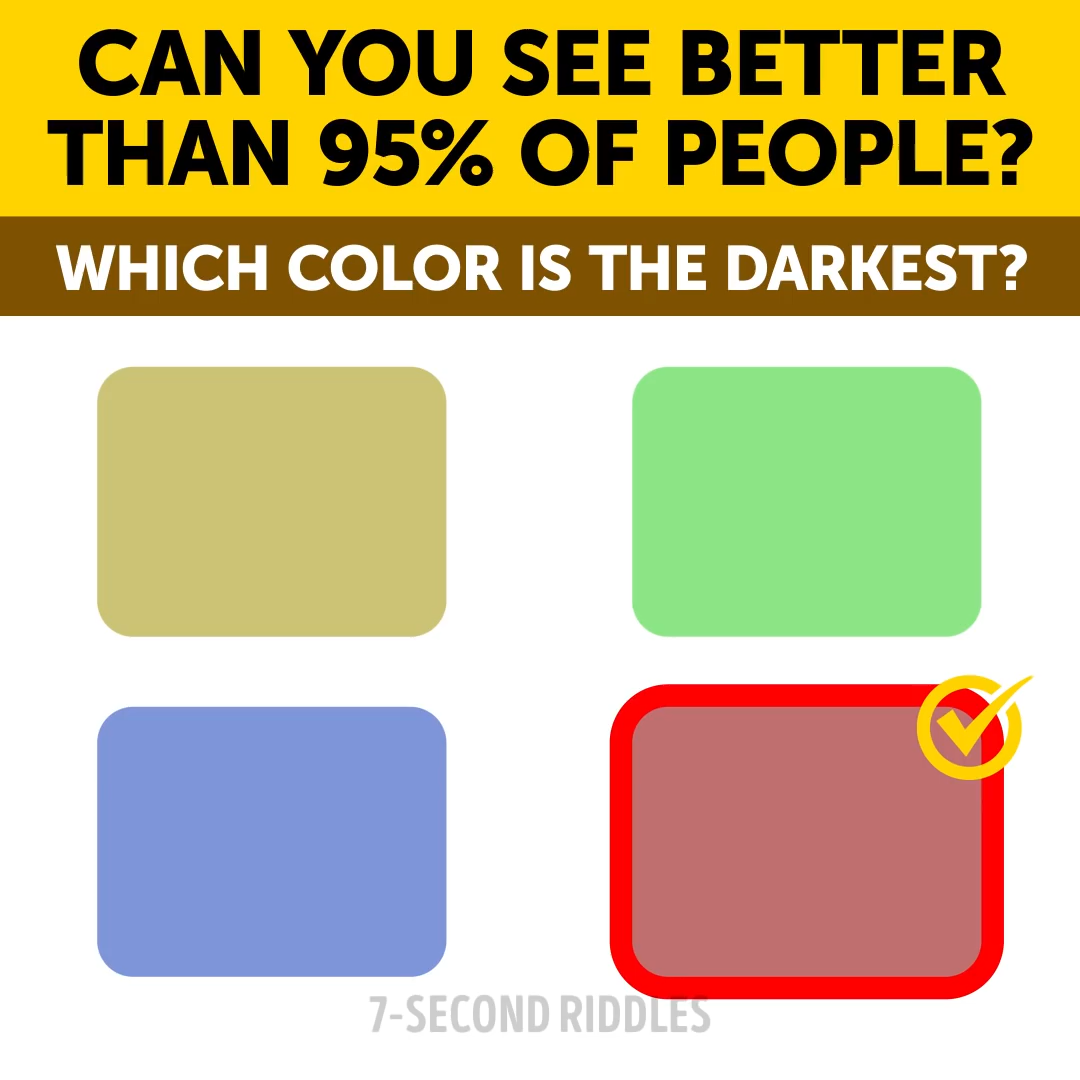 CAN YOU SEE BETTER
THAN 95% OF PEOPLE?
WHICH COLOR IS THE DARKEST?
7-SECOND RIDDLES